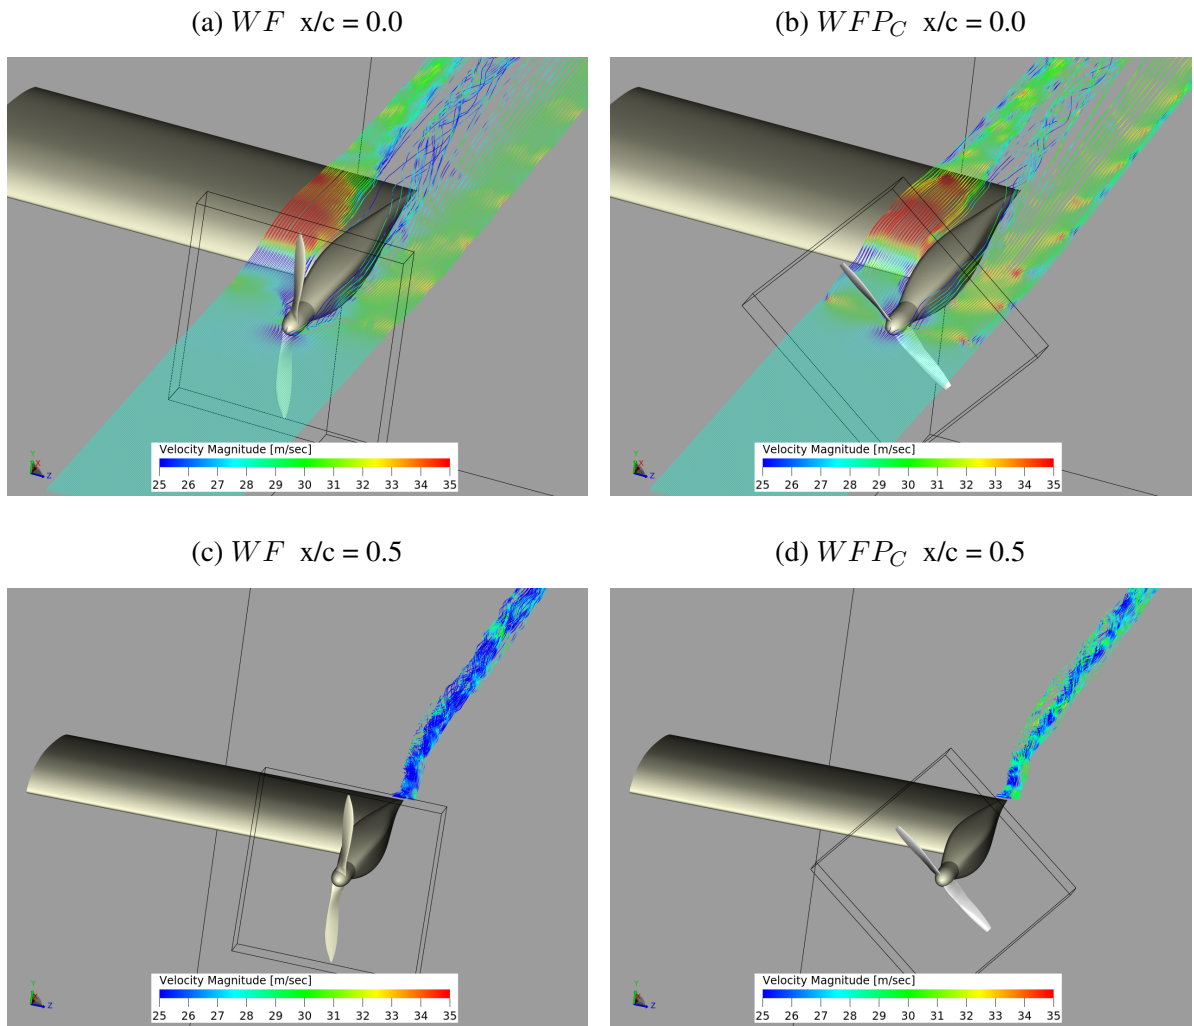 (a) WF x/c = 0.0
(b) WFP_C x/c = 0.0
Y
X
Z
Velocity Magnitude [m/sec]
25 26 27 28 29 30 31 32 33 34 35
Y
X
Z
Velocity Magnitude [m/sec]
25 26 27 28 29 30 31 32 33 34 35
(c) WF x/c = 0.5
(d) WFP_C x/c = 0.5
Y
Z
Velocity Magnitude [m/sec]
25 26 27 28 29 30 31 32 33 34 35
Y
Z
Velocity Magnitude [m/sec]
25 26 27 28 29 30 31 32 33 34 35